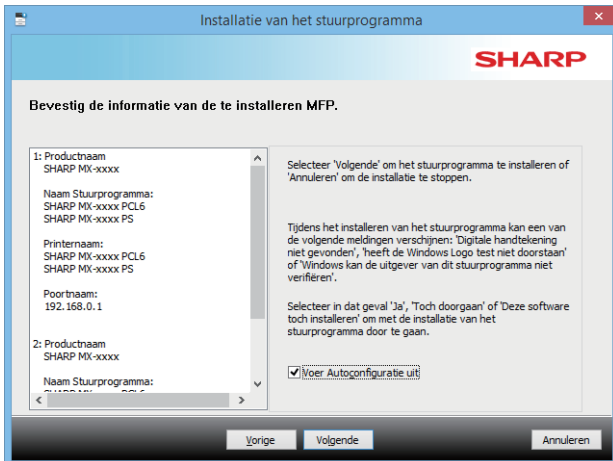 Installatie van het stuurprogramma
SHARP
Bevestig de informatie van de te installeren MFP.
1: Productnaam
SHARP MX-xxxx
Naam Stuurprogramma:
SHARP MX-xxxx PCL6
SHARP MX-xxxx PS
Printernaam:
SHARP MX-xxxx PCL6
SHARP MX-xxxx PS
Poortnaam:
192.168.0.1
2: Productnaam
SHARP MX-xxxx
Naam Stuurprogramma:
Selecteer 'Volgende' om het stuurprogramma te installeren of
'Annuleren' om de installatie te stoppen.
Tijdens het installeren van het stuurprogramma kan een van
de volgende meldingen verschijnen: 'Digitale handtekening
niet gevonden', 'heeft de Windows Logo test niet doorstaan'
of 'Windows kan de uitgever van dit stuurprogramma niet
verifiëren'.
Selecteer in dat geval 'Ja', 'Toch doorgaan' of 'Deze software
toch installeren' om met de installatie van het
stuurprogramma door te gaan.
Voer Autoconfiguratie uit
Vorige
Volgende
Annuleren